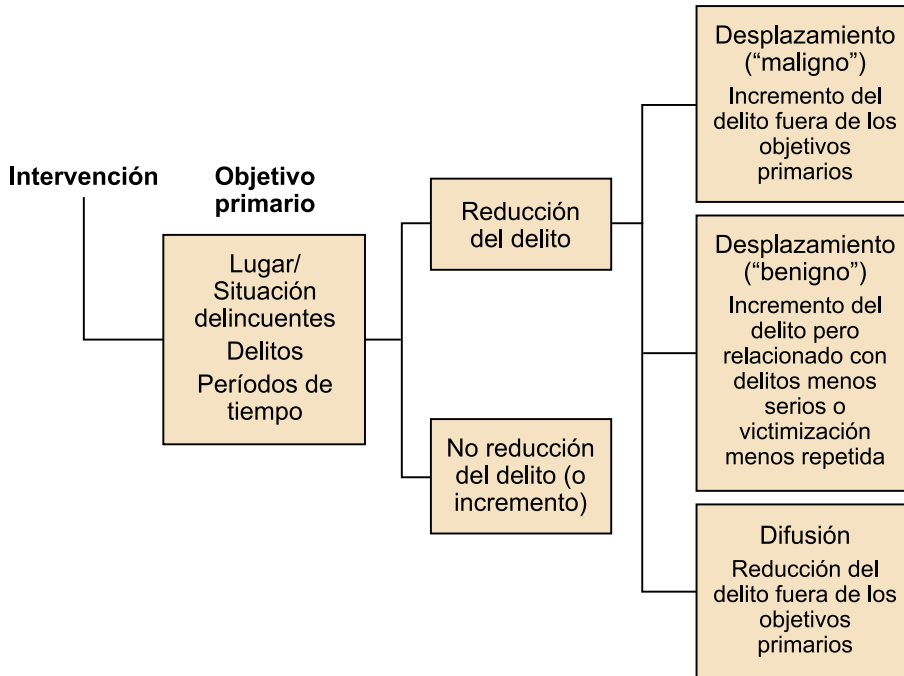 Intervención
Objetivo
primario
Lugar/
Situación
delincuentes
Delitos
Períodos de
tiempo
Reducción
del delito
No reducción
del delito (o
incremento)
Desplazamiento
(“maligno”)
Incremento del
delito fuera de los
objetivos
primarios
Desplazamiento
(“benigno”)
Incremento del
delito pero
relacionado con
delitos menos
serios o
victimización
menos repetida
Difusión
Reducción del
delito fuera de los
objetivos
primarios